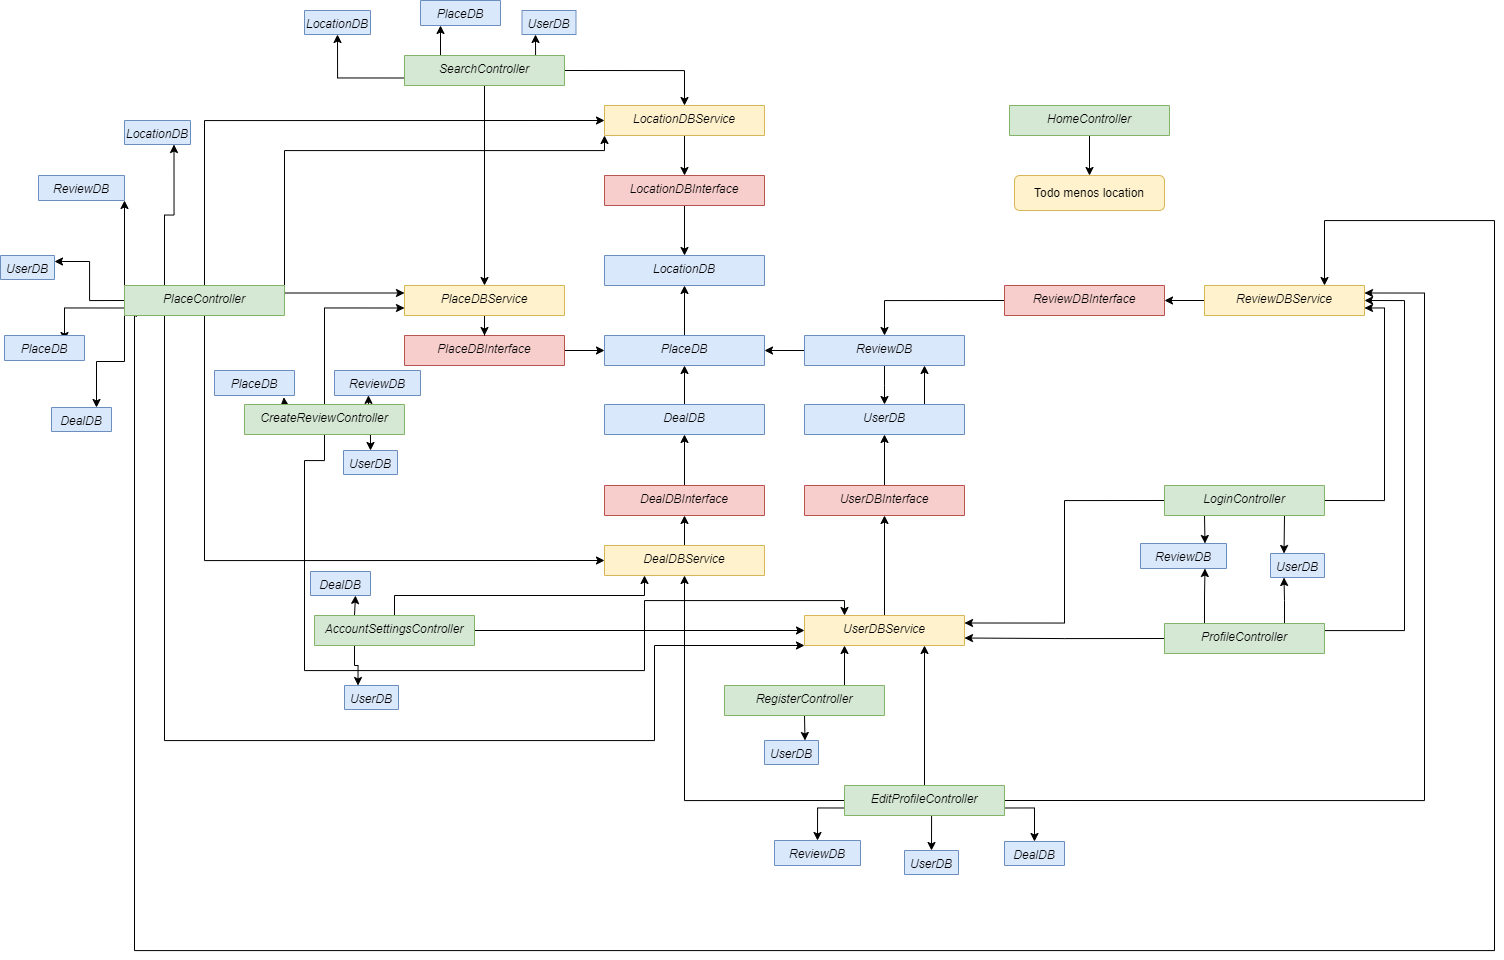 LocationDB
PlaceDB
UserDB
SearchController
LocationDBService
HomeController
LocationDB
ReviewDB
LocationDBInterface
Todo menos location
UserDB
LocationDB
PlaceController
PlaceDBService
ReviewDBInterface
ReviewDBService
PlaceDB
PlaceDBInterface
PlaceDB
ReviewDB
PlaceDB
ReviewDB
DealDB
CreateReviewController
DealDB
UserDB
UserDB
DealDBInterface
UserDBInterface
LoginController
DealDBService
ReviewDB
UserDB
DealDB
AccountSettingsController
UserDBService
ProfileController
UserDB
RegisterController
UserDB
EditProfileController
ReviewDB
UserDB
DealDB